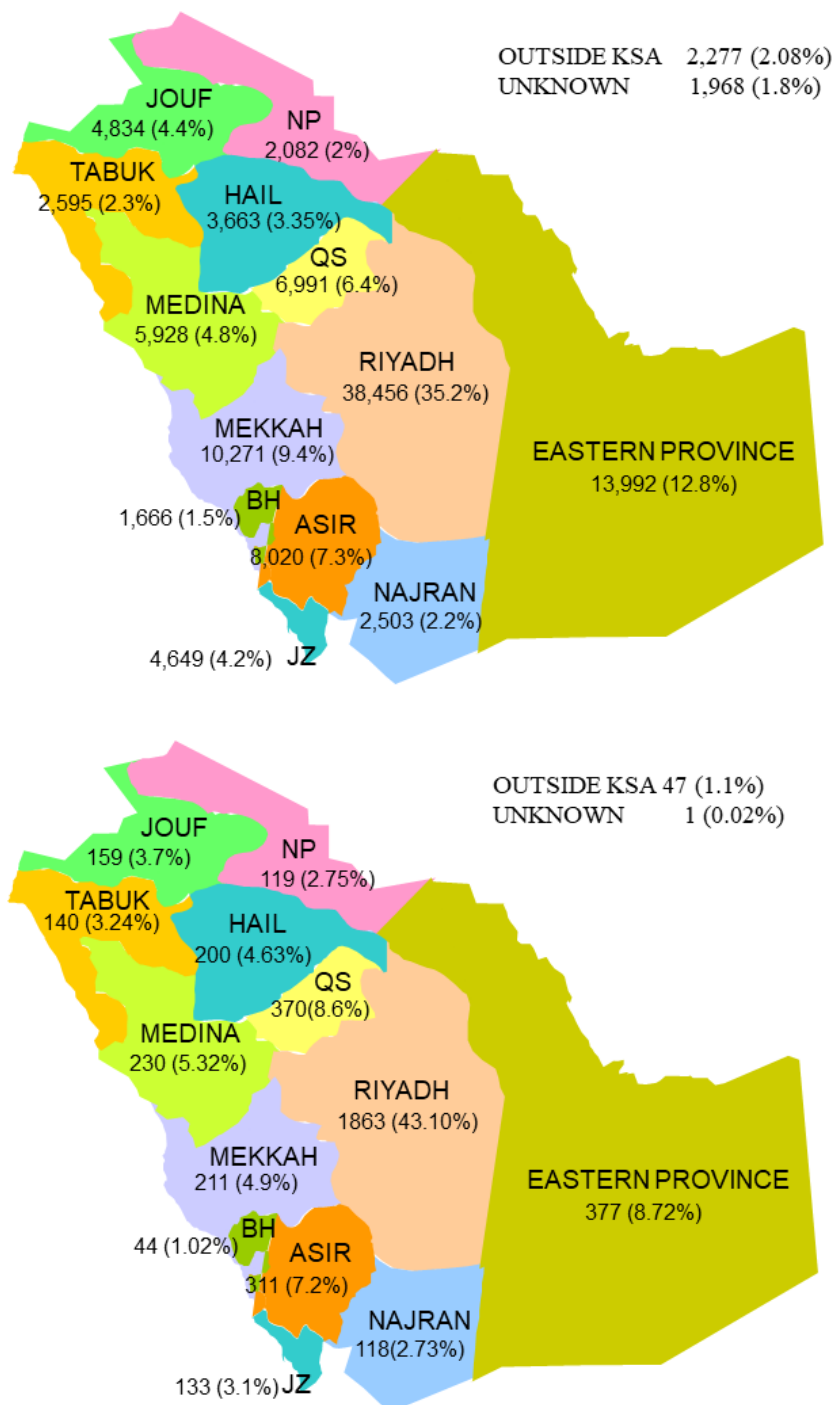 OUTSIDE KSA 2,277 (2.08%)
UNKNOWN 1,968 (1.8%)
JOUF
4,834 (4.4%)
NP
2,082 (2%)
TABUK
2,595 (2.3%)
HAIL
3,663 (3.35%)
QS
6,991 (6.4%)
MEDINA
5,928 (4.8%)
RIYADH
38,456 (35.2%)
MEKKAH
10,271 (9.4%)
EASTERN PROVINCE
13,992 (12.8%)
BH
1,666 (1.5%)
ASIR
8,020 (7.3%)
NAJRAN
2,503 (2.2%)
4,649 (4.2%) JZ
OUTSIDE KSA 47 (1.1%)
UNKNOWN 1 (0.02%)
JOUF
159 (3.7%)
NP
119 (2.75%)
TABUK
140 (3.24%)
HAIL
200 (4.63%)
QS
370(8.6%)
MEDINA
230 (5.32%)
RIYADH
1863 (43.10%)
MEKKAH
211 (4.9%)
EASTERN PROVINCE
377 (8.72%)
BH
44 (1.02%)
ASIR
311 (7.2%)
NAJRAN
118(2.73%)
133 (3.1%) JZ